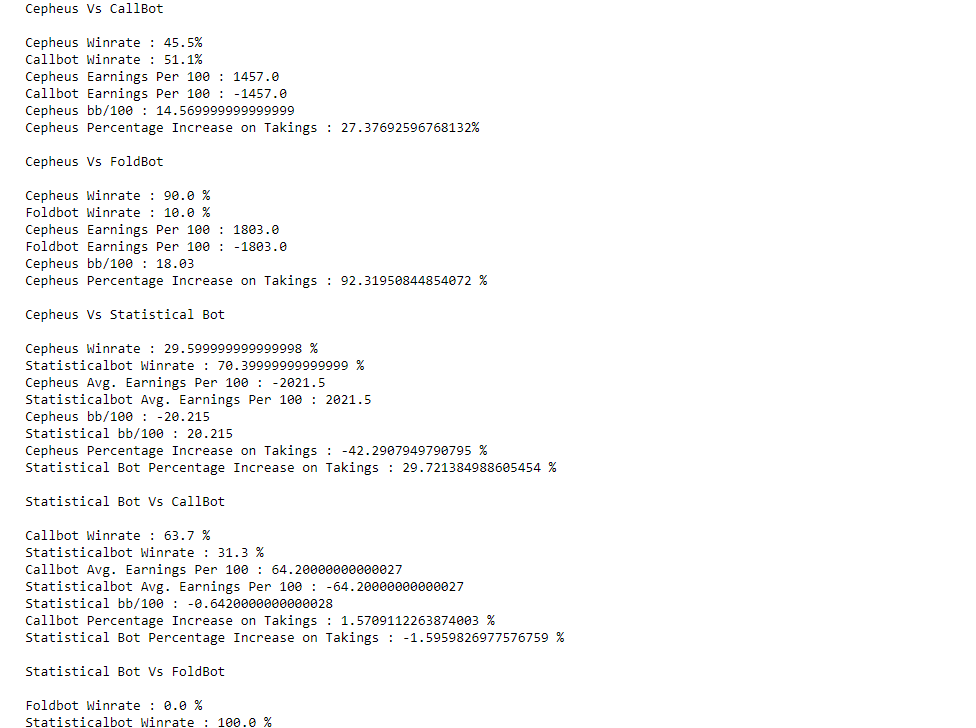 Cepheus Vs CallBot
Cepheus Winrate : 45.5%
Callbot Winrate : 51.1%
Cepheus Earnings Per 100 : 1457.0
Callbot Earnings Per 100 : -1457.0
Cepheus bb/100 : 14.569999999999999
Cepheus Percentage Increase on Takings : 27.37692596768132%
Cepheus Vs FoldBot
Cepheus Winrate : 90.0 %
Foldbot Winrate : 10.0 %
Cepheus Earnings Per 100 : 1803.0
Foldbot Earnings Per 100 : -1803.0
Cepheus bb/100 : 18.03
Cepheus Percentage Increase on Takings : 92.31950844854072 %
Cepheus Vs Statistical Bot
Cepheus Winrate : 29.599999999999998 %
Statisticalbot Winrate : 70.39999999999999 %
Cepheus Avg. Earnings Per 100 : -2021.5
Statisticalbot Avg. Earnings Per 100 : 2021.5
Cepheus bb/100 : -20.215
Statistical bb/100 : 20.215
Cepheus Percentage Increase on Takings : -42.2907949790795 %
Statistical Bot Percentage Increase on Takings : 29.721384988605454 %
Statistical Bot Vs CallBot
Callbot Winrate : 63.7 %
Statisticalbot Winrate : 31.3 %
Callbot Avg. Earnings Per 100 : 64.20000000000027
Statisticalbot Avg. Earnings Per 100 : -64.20000000000027
Statistical bb/100 : -0.6420000000000028
Callbot Percentage Increase on Takings : 1.5709112263874003 %
Statistical Bot Percentage Increase on Takings : -1.5959826977576759 %
Statistical Bot Vs FoldBot
Foldbot Winrate : 0.0 %
Statisticalbot Winrate : 100.0 %